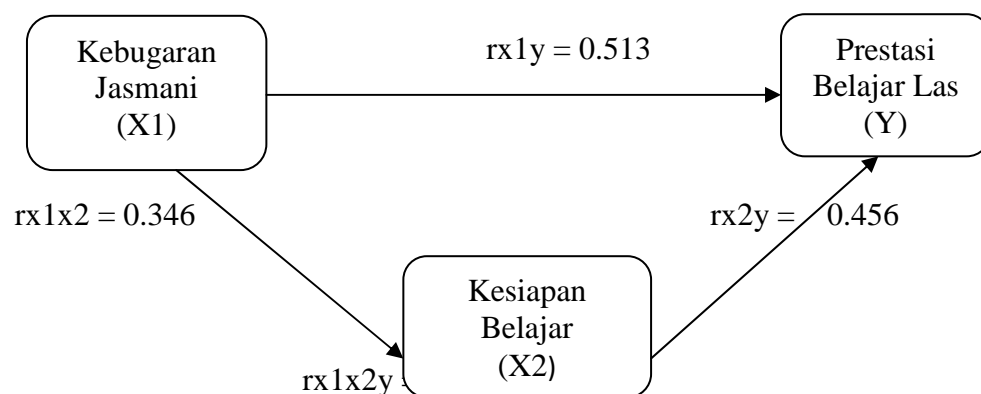 Kebugaran
Jasmani
(X1)
rx1y = 0.513
Prestasi
Belajar Las
(Y)
rx1x2 = 0.346
rx2y = 0.456
Kesiapan
Belajar
(X2)
rx1x2y